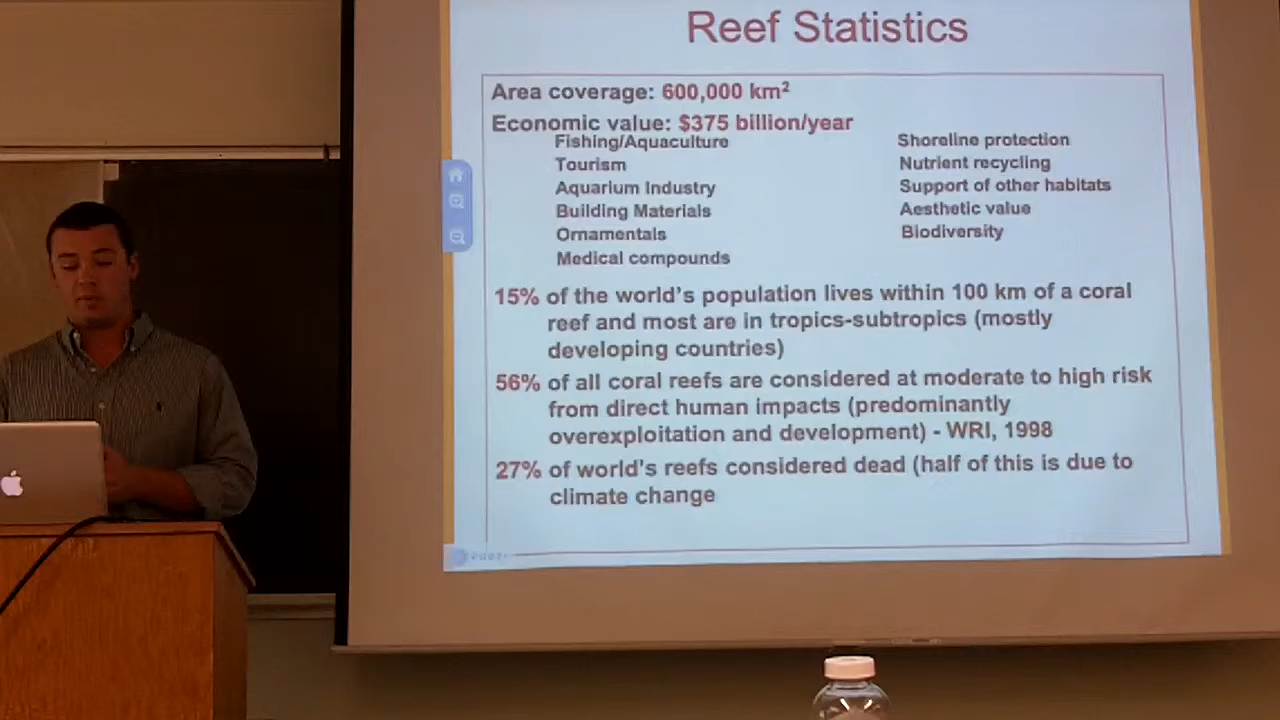 Reef Statistics
Area coverage: 600,000 km²
Economic value: $375 billion/year
Fishing/Aquaculture
Tourism
Aquarium Industry
Building Materials
Ornamentals
Medical compounds
Shoreline protection
Nutrient recycling
Support of other habitats
Aesthetic value
Biodiversity
15% of the world's population lives within 100 km of a coral
reef and most are in tropics-subtropics (mostly
developing countries)
56% of all coral reefs are considered at moderate to high risk
from direct human impacts (predominantly
overexploitation and development) - WRI, 1998
27% of world's reefs considered dead (half of this is due to
climate change